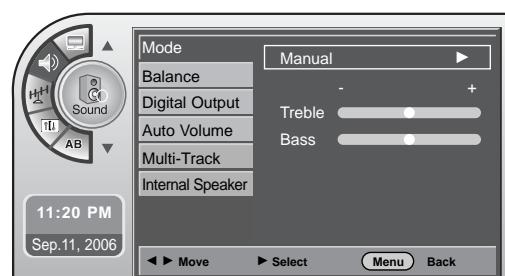 Sound
AB
11:20 PM
Sep.11, 2006
Mode
Balance
Digital Output
Auto Volume
Multi-Track
Internal Speaker
Manual ▶
- +
Treble
Bass
◀ ▶ Move ▶ Select Menu Back